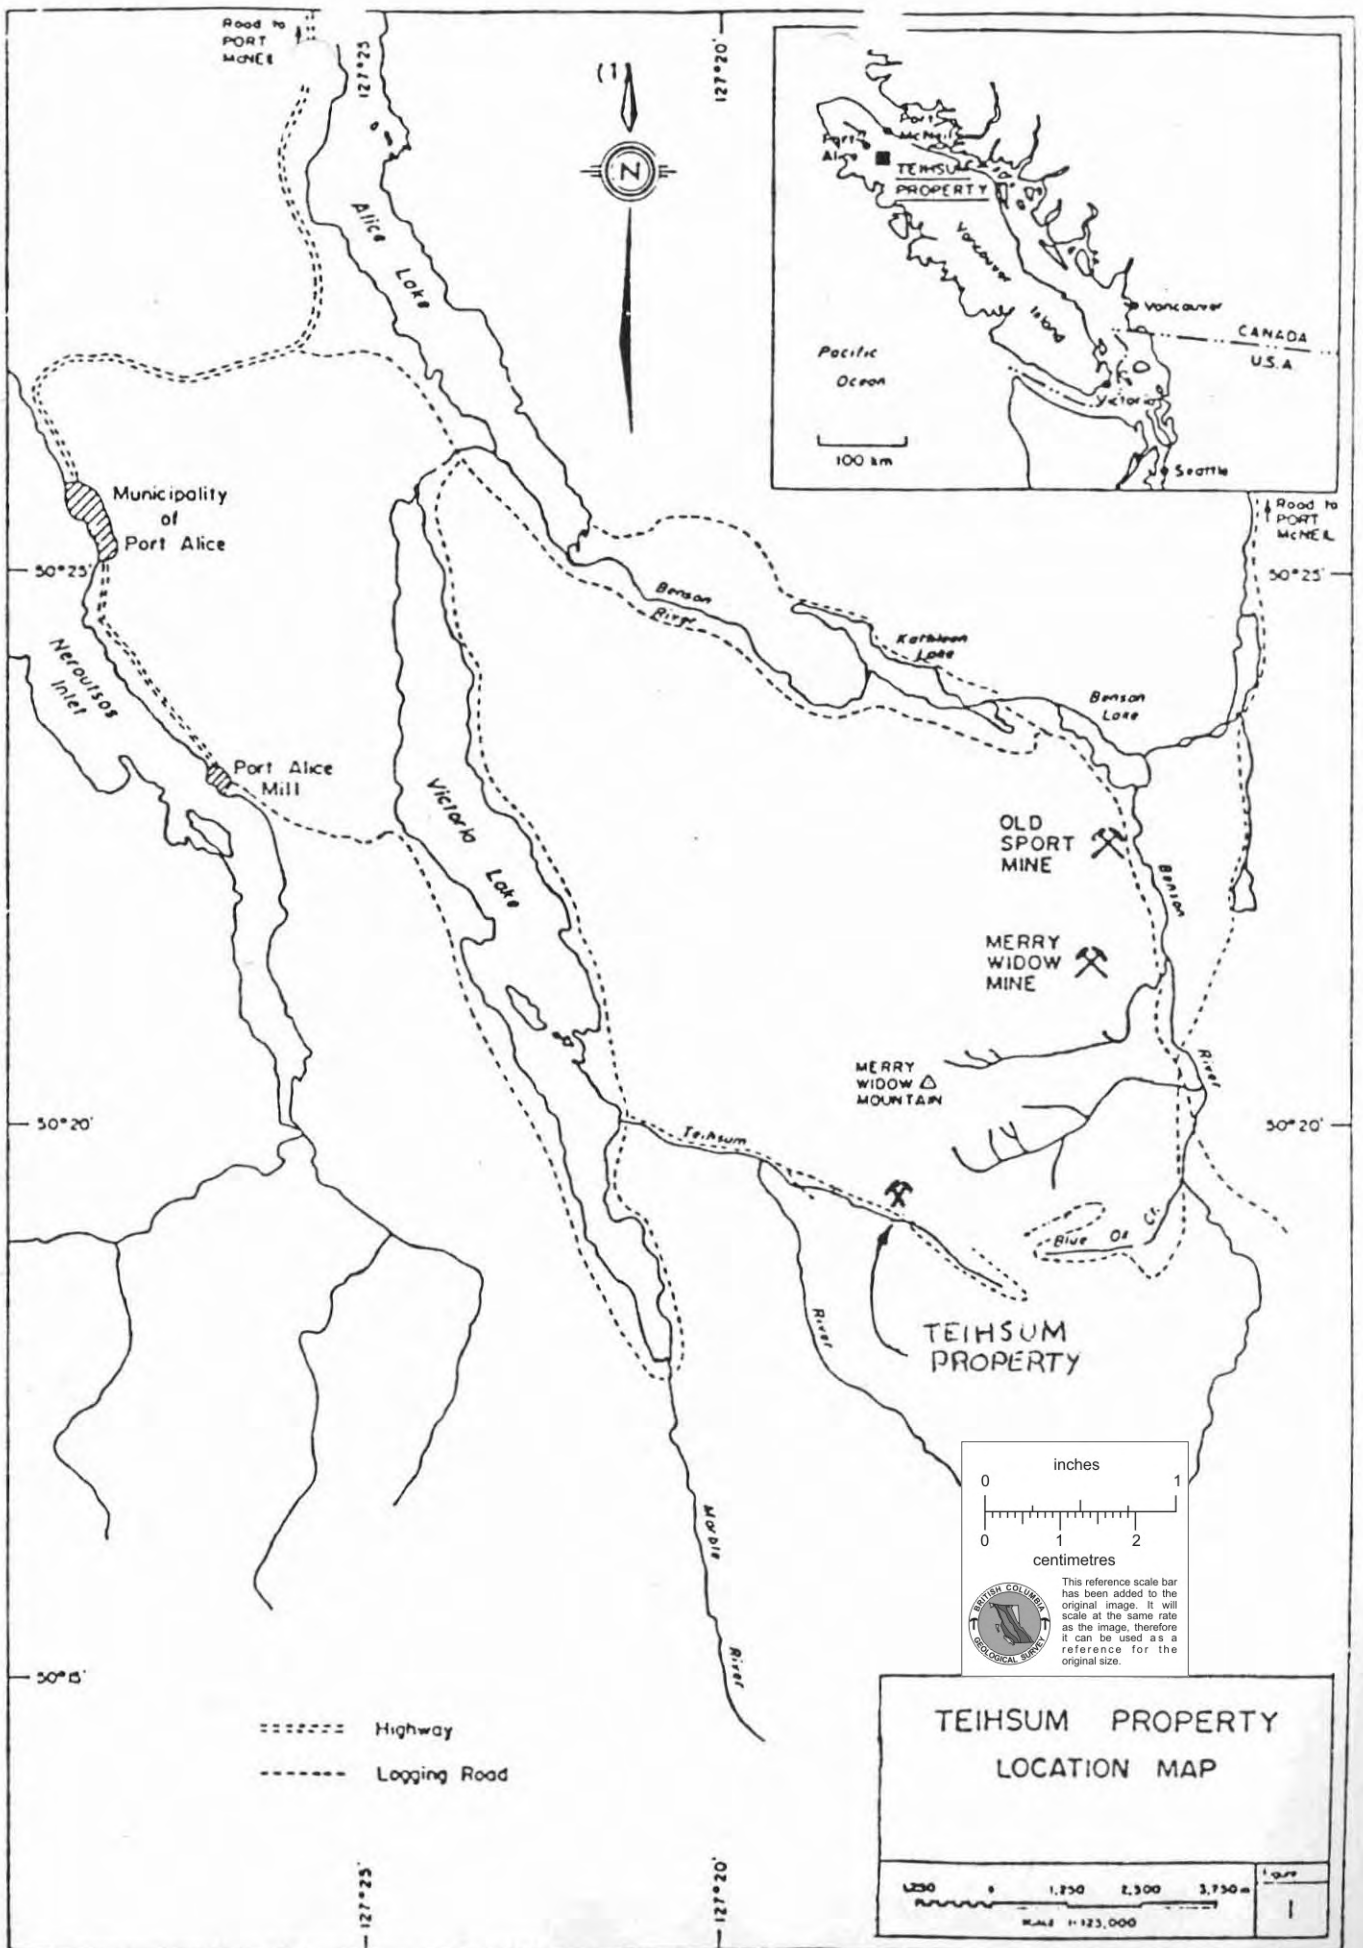 Road to
PORT
McNEIL
127°25'
(1)
N
127°20'
Port
McNeil
Port
Alice
TEIHSUM
PROPERTY
Vancouver
Island
Vancouver
CANADA
U.S.A.
Pacific
Ocean
Victoria
100 km
Seattle
Alice
Lake
Municipality
of
Port Alice
Road to
PORT
McNEIL
50°25'
50°25'
Benson
River
Kathleen
Lake
Neroutsos
Inlet
Benson
Lake
Port Alice
Mill
Victoria
Lake
OLD
SPORT
MINE
Benson
MERRY
WIDOW
MINE
River
MERRY
WIDOW
MOUNTAIN
50°20'
50°20'
Teihsum
Blue Ox Cr.
River
TEIHSUM
PROPERTY
inches
0 1
0 1 2
centimetres
This reference scale bar
has been added to the
original image. It will
scale at the same rate
as the image, therefore
it can be used as a
reference for the
original size.
BRITISH COLUMBIA
GEOLOGICAL SURVEY
Marble
River
50°15'
Highway
Logging Road
TEIHSUM PROPERTY
LOCATION MAP
127°25'
127°20'
1,250 0 1,250 2,500 3,750 m
SCALE 1:125,000
Figure
1